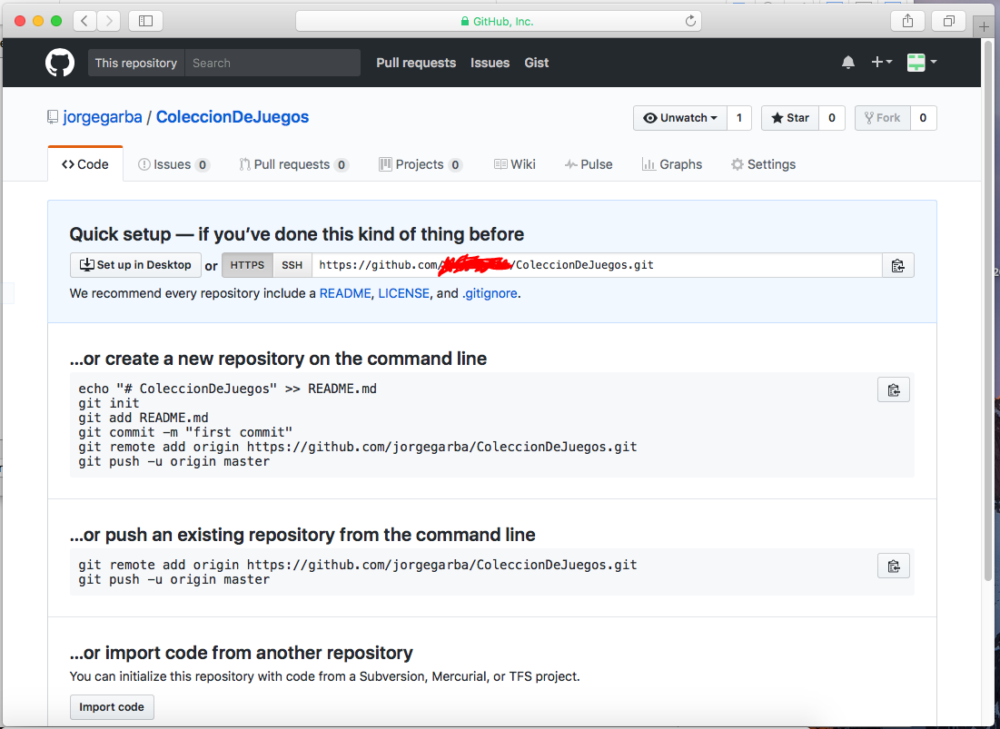 GitHub, Inc.
This repository Search Pull requests Issues Gist
jorgegarba / ColeccionDeJuegos
Unwatch 1 Star 0 Fork 0
Code Issues 0 Pull requests 0 Projects 0 Wiki Pulse Graphs Settings
Quick setup — if you’ve done this kind of thing before
Set up in Desktop or HTTPS SSH https://github.com/ /ColeccionDeJuegos.git
We recommend every repository include a README, LICENSE, and .gitignore.
…or create a new repository on the command line
echo "# ColeccionDeJuegos" >> README.md
git init
git add README.md
git commit -m "first commit"
git remote add origin https://github.com/jorgegarba/ColeccionDeJuegos.git
git push -u origin master
…or push an existing repository from the command line
git remote add origin https://github.com/jorgegarba/ColeccionDeJuegos.git
git push -u origin master
…or import code from another repository
You can initialize this repository with code from a Subversion, Mercurial, or TFS project.
Import code